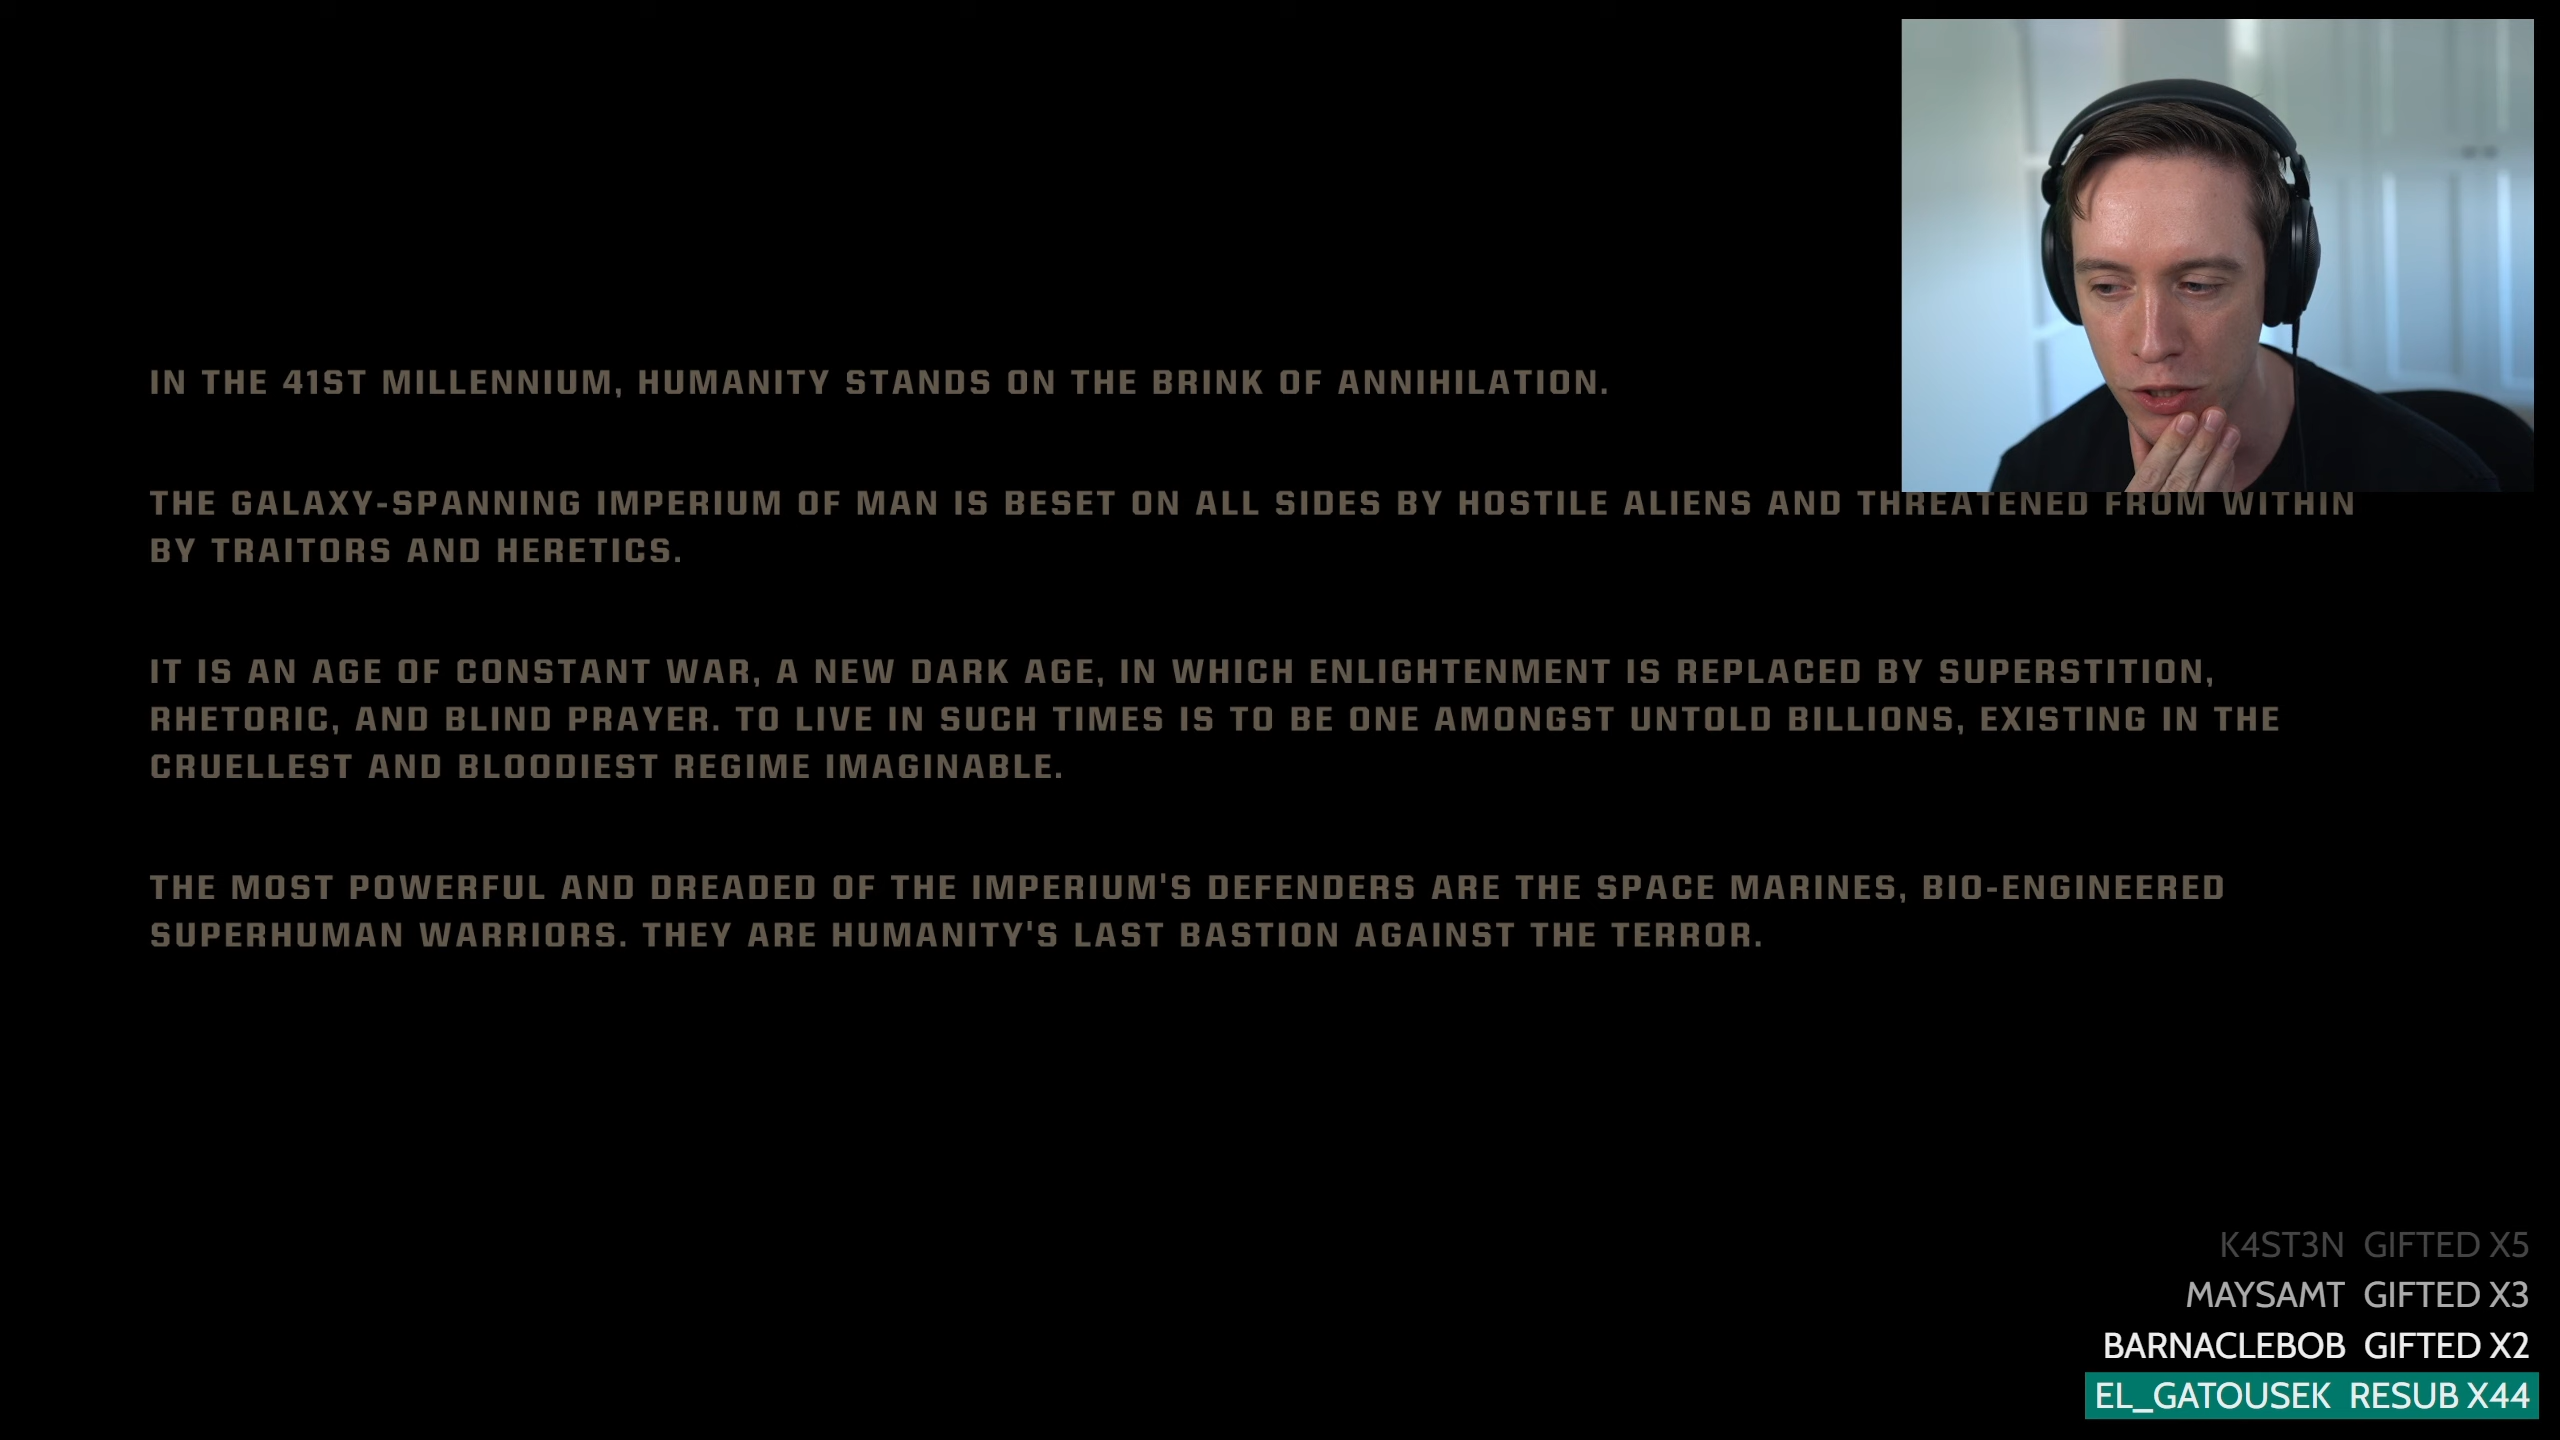 IN THE 41ST MILLENNIUM, HUMANITY STANDS ON THE BRINK OF ANNIHILATION.
THE GALAXY-SPANNING IMPERIUM OF MAN IS BESET ON ALL SIDES BY HOSTILE ALIENS AND THREATENED FROM WITHIN
BY TRAITORS AND HERETICS.
IT IS AN AGE OF CONSTANT WAR, A NEW DARK AGE, IN WHICH ENLIGHTENMENT IS REPLACED BY SUPERSTITION,
RHETORIC, AND BLIND PRAYER. TO LIVE IN SUCH TIMES IS TO BE ONE AMONGST UNTOLD BILLIONS, EXISTING IN THE
CRUELLEST AND BLOODIEST REGIME IMAGINABLE.
THE MOST POWERFUL AND DREADED OF THE IMPERIUM'S DEFENDERS ARE THE SPACE MARINES, BIO-ENGINEERED
SUPERHUMAN WARRIORS. THEY ARE HUMANITY'S LAST BASTION AGAINST THE TERROR.
K4ST3N GIFTED X5
MAYSAMT GIFTED X3
BARNACLEBOB GIFTED X2
EL_GATOUSEK RESUB X44